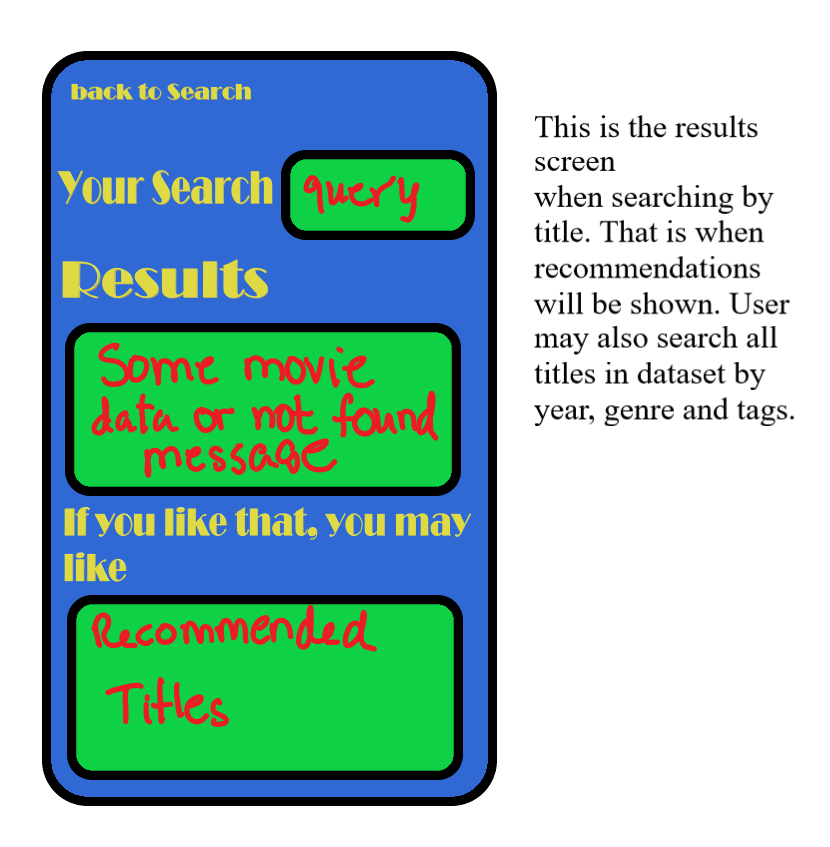 back to Search
Your Search
query
Results
Some movie
data or not found
message
If you like that, you may
like
Recommended
Titles
This is the results
screen
when searching by
title. That is when
recommendations
will be shown. User
may also search all
titles in dataset by
year, genre and tags.